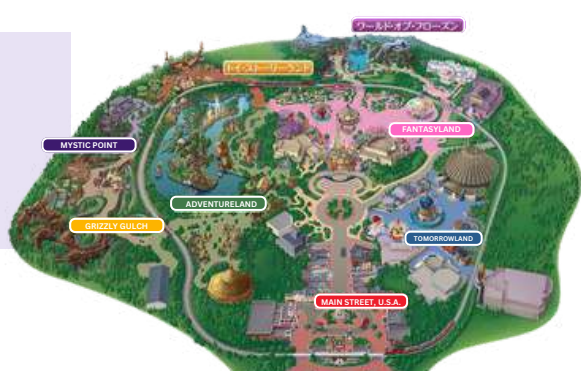 ワールド・オブ・フローズン
トイ・ストーリーランド
FANTASYLAND
MYSTIC POINT
ADVENTURELAND
GRIZZLY GULCH
TOMORROWLAND
MAIN STREET, U.S.A.